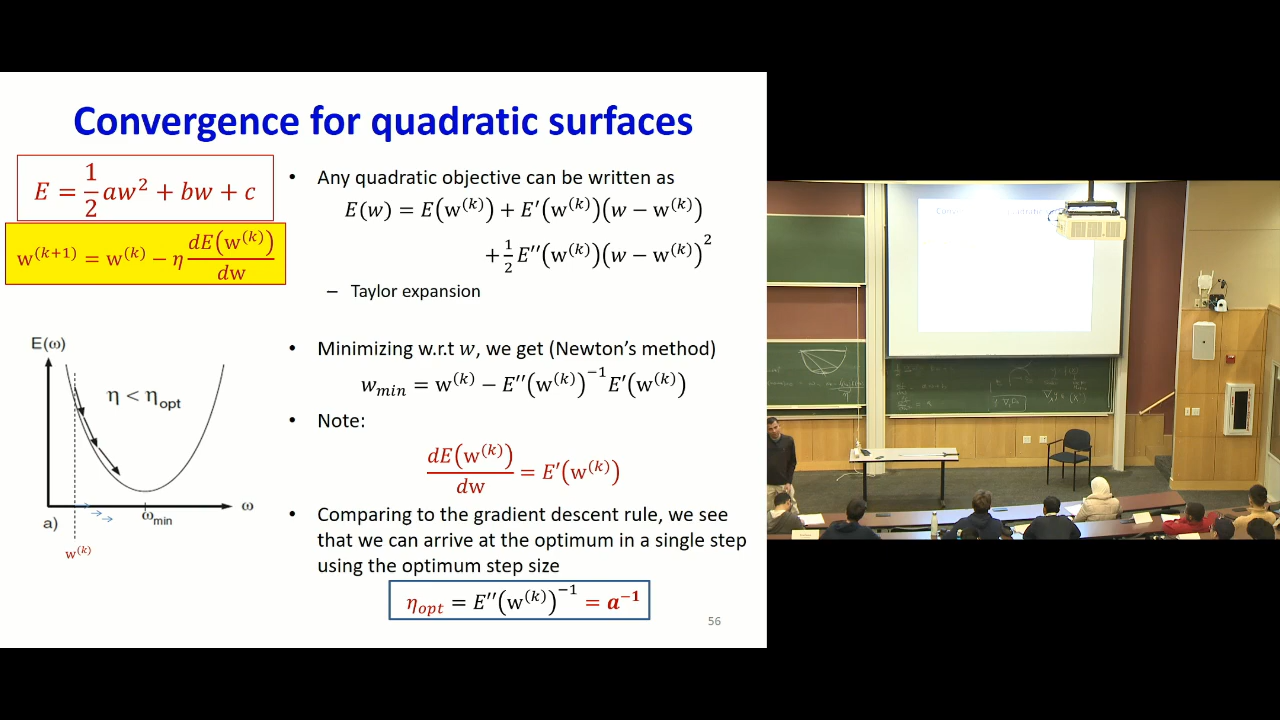 Convergence for quadratic surfaces
E = 1/2 aw² + bw + c
w^(k+1) = w^(k) − η dE(w^(k))/dw
• Any quadratic objective can be written as
E(w) = E(w^(k)) + E′(w^(k))(w − w^(k))
+ 1/2 E′′(w^(k))(w − w^(k))²
– Taylor expansion
• Minimizing w.r.t w, we get (Newton’s method)
w_min = w^(k) − E′′(w^(k))^−1 E′(w^(k))
• Note:
dE(w^(k))/dw = E′(w^(k))
• Comparing to the gradient descent rule, we see
that we can arrive at the optimum in a single step
using the optimum step size
η_opt = E′′(w^(k))^−1 = a^−1
E(ω)
η < η_opt
ω
ω_min
a)
w^(k)
56